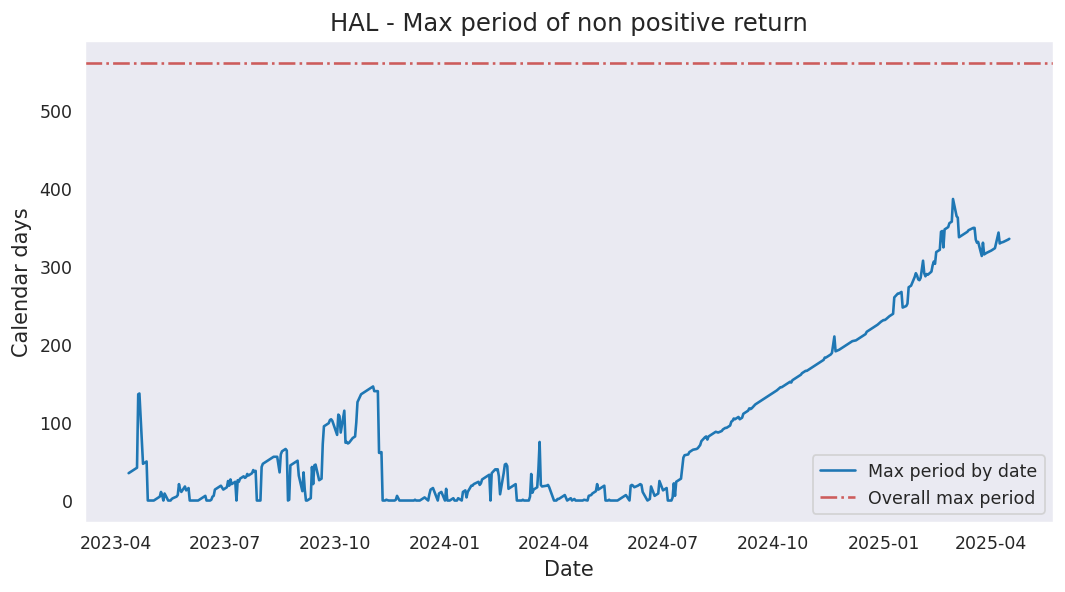 HAL - Max period of non positive return
Calendar days
500
400
300
200
100
0
Max period by date
Overall max period
2023-04 2023-07 2023-10 2024-01 2024-04 2024-07 2024-10 2025-01 2025-04
Date